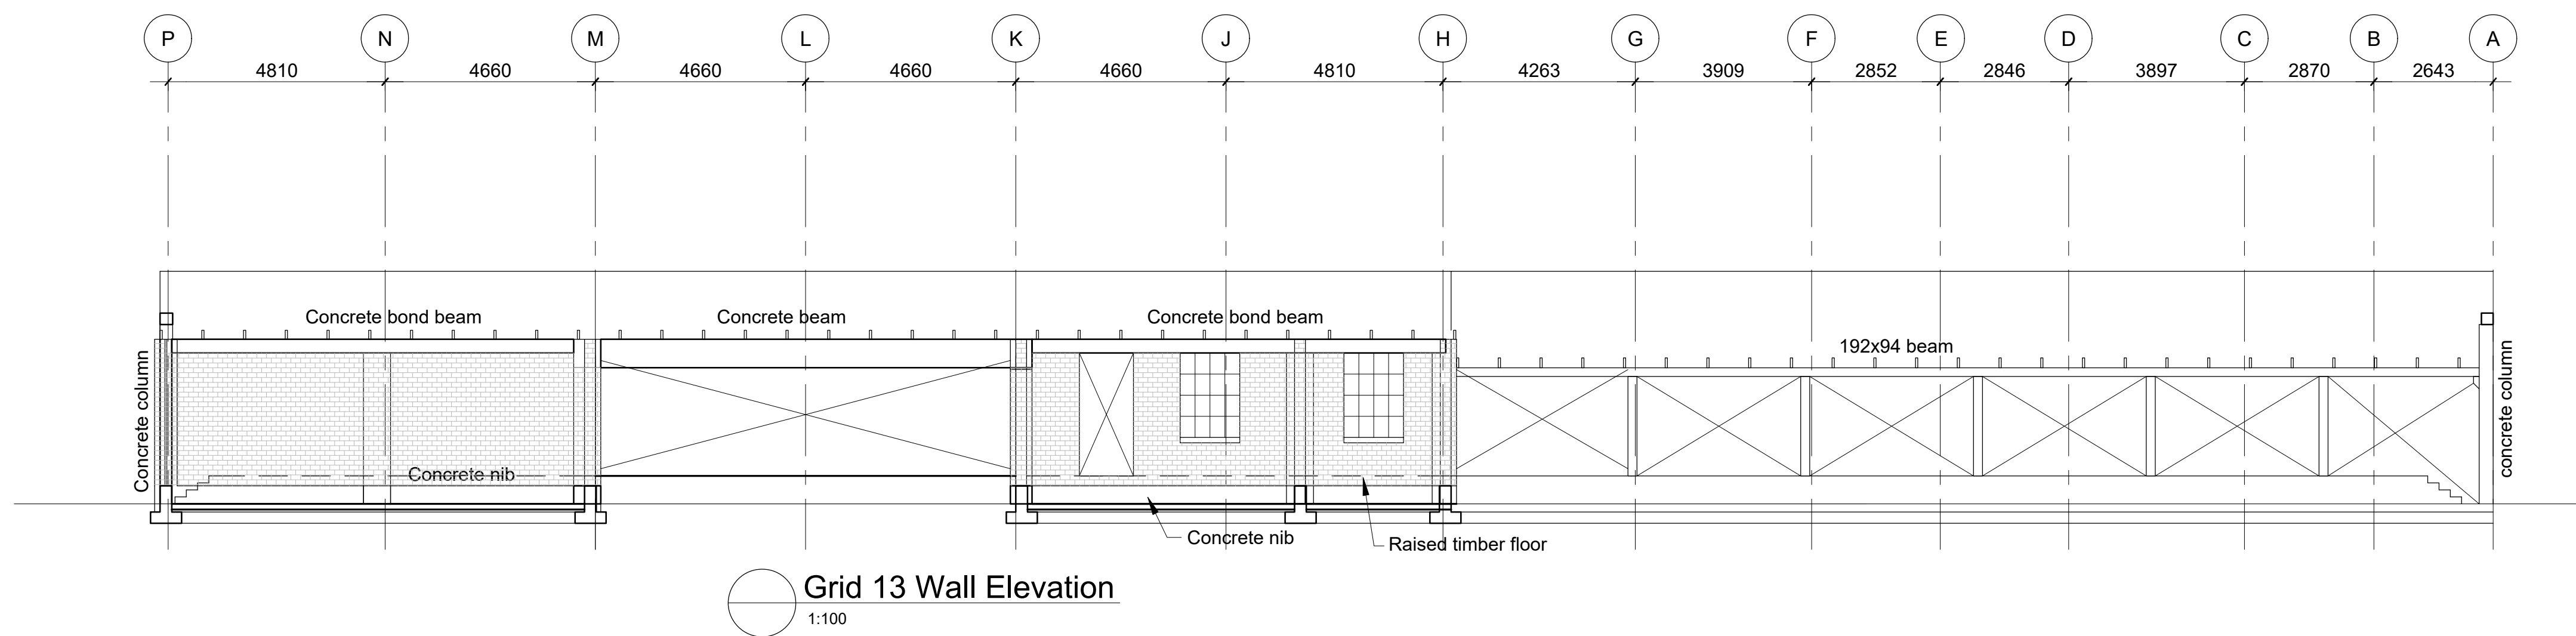 P N M L K J H G F E D C B A
4810 4660 4660 4660 4660 4810 4263 3909 2852 2846 3897 2870 2643
Concrete bond beam
Concrete beam
Concrete bond beam
192x94 beam
Concrete column
concrete column
Concrete nib
Concrete nib
Raised timber floor
Grid 13 Wall Elevation
1:100